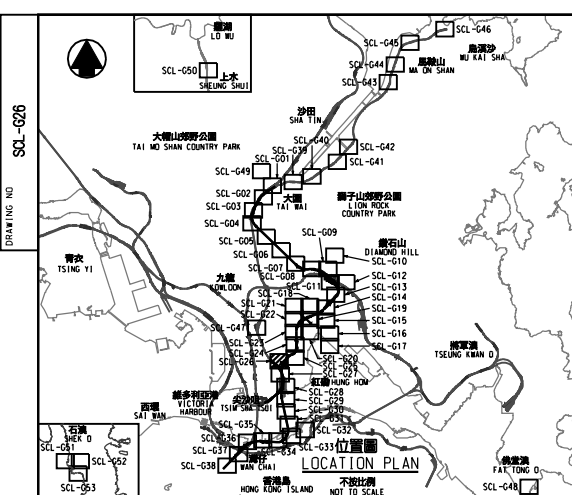 DRAWING NO
SCL-G26
羅湖
LO WU
SCL-G50
上水
SHEUNG SHUI
SCL-G46
SCL-G45
烏溪沙
WU KAI SHA
SCL-G44
馬鞍山
MA ON SHAN
SCL-G43
沙田
SHA TIN
大帽山郊野公園
TAI MO SHAN COUNTRY PARK
SCL-G40
SCL-G39
SCL-G42
SCL-G01
SCL-G41
SCL-G49
SCL-G02
大圍
TAI WAI
獅子山郊野公園
LION ROCK
COUNTRY PARK
SCL-G03
SCL-G04
SCL-G05
SCL-G09
鑽石山
DIAMOND HILL
SCL-G06
SCL-G10
青衣
TSING YI
SCL-G07
SCL-G08
SCL-G12
九龍
KOWLOON
SCL-G11
SCL-G13
SCL-G18
SCL-G14
SCL-G21
SCL-G19
SCL-G22
SCL-G15
SCL-G47
SCL-G16
SCL-G23
SCL-G17
將軍澳
TSEUNG KWAN O
SCL-G24
SCL-G20
SCL-G26
SCL-G25
SCL-G27
紅磡 HUNG HOM
SCL-G28
維多利亞港
VICTORIA
HARBOUR
尖沙咀
TSIM SHA TSUI
SCL-G29
西環
SAI WAN
SCL-G30
SCL-G32
SCL-G35
石澳
SHEK O
SCL-G36
SCL-G33
位置圖
LOCATION PLAN
SCL-G51
SCL-G52
SCL-G37
SCL-G34
灣仔
WAN CHAI
SCL-G38
SCL-G53
香港島
HONG KONG ISLAND
不按比例
NOT TO SCALE
佛堂澳
FAT TONG O
SCL-G48